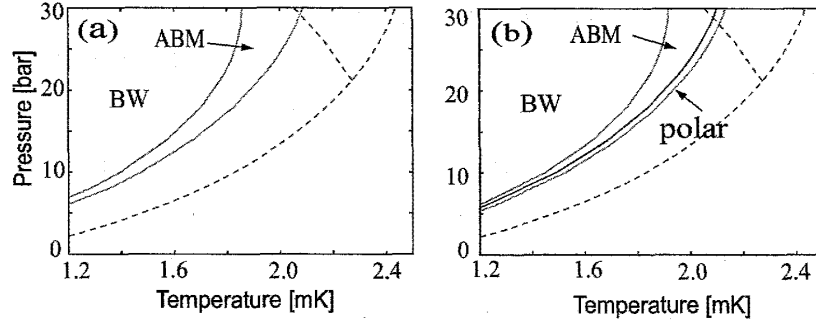 30 (a) 30 (b)
ABM ABM
Pressure [bar] 20 BW 20 BW
polar
10 10
0 0
1.2 1.6 2.0 2.4 1.2 1.6 2.0 2.4
Temperature [mK] Temperature [mK]